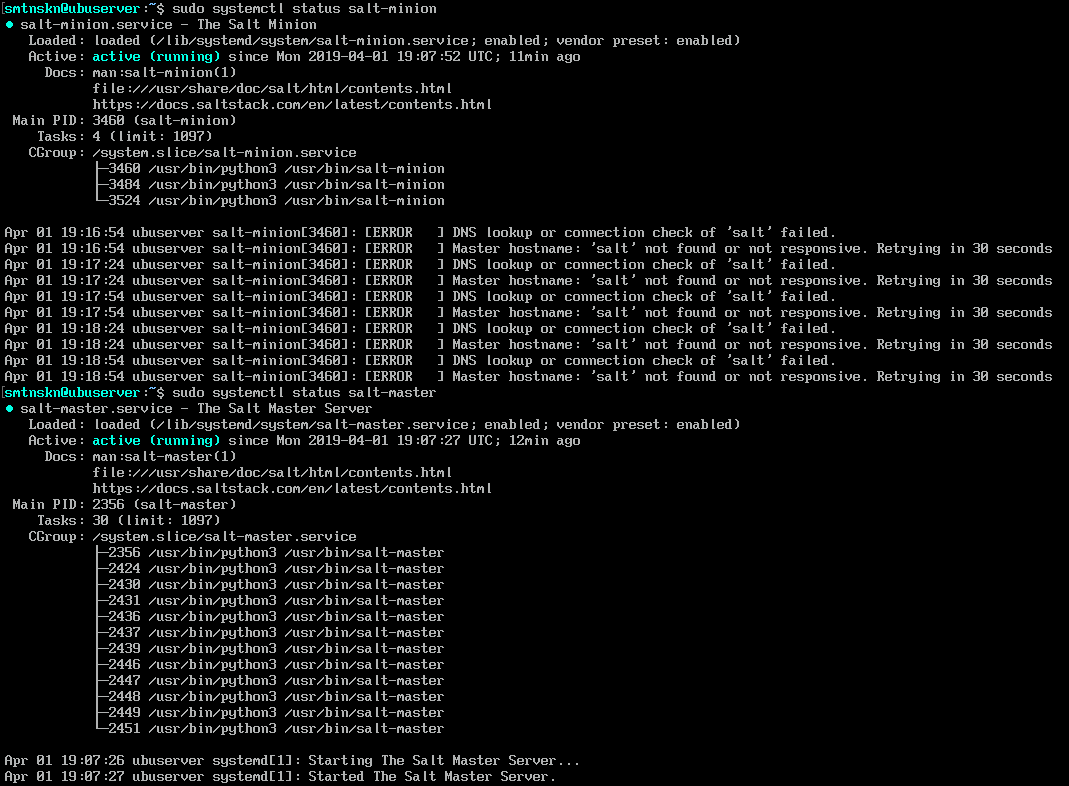 smtnskn@ubuserver:~$ sudo systemctl status salt-minion
● salt-minion.service - The Salt Minion
   Loaded: loaded (/lib/systemd/system/salt-minion.service; enabled; vendor preset: enabled)
   Active: active (running) since Mon 2019-04-01 19:07:52 UTC; 11min ago
     Docs: man:salt-minion(1)
           file:///usr/share/doc/salt/html/contents.html
           https://docs.saltstack.com/en/latest/contents.html
 Main PID: 3460 (salt-minion)
    Tasks: 4 (limit: 1097)
   CGroup: /system.slice/salt-minion.service
           ├─3460 /usr/bin/python3 /usr/bin/salt-minion
           ├─3484 /usr/bin/python3 /usr/bin/salt-minion
           └─3524 /usr/bin/python3 /usr/bin/salt-minion

Apr 01 19:16:54 ubuserver salt-minion[3460]: [ERROR   ] DNS lookup or connection check of 'salt' failed.
Apr 01 19:16:54 ubuserver salt-minion[3460]: [ERROR   ] Master hostname: 'salt' not found or not responsive. Retrying in 30 seconds
Apr 01 19:17:24 ubuserver salt-minion[3460]: [ERROR   ] DNS lookup or connection check of 'salt' failed.
Apr 01 19:17:24 ubuserver salt-minion[3460]: [ERROR   ] Master hostname: 'salt' not found or not responsive. Retrying in 30 seconds
Apr 01 19:17:54 ubuserver salt-minion[3460]: [ERROR   ] DNS lookup or connection check of 'salt' failed.
Apr 01 19:17:54 ubuserver salt-minion[3460]: [ERROR   ] Master hostname: 'salt' not found or not responsive. Retrying in 30 seconds
Apr 01 19:18:24 ubuserver salt-minion[3460]: [ERROR   ] DNS lookup or connection check of 'salt' failed.
Apr 01 19:18:24 ubuserver salt-minion[3460]: [ERROR   ] Master hostname: 'salt' not found or not responsive. Retrying in 30 seconds
Apr 01 19:18:54 ubuserver salt-minion[3460]: [ERROR   ] DNS lookup or connection check of 'salt' failed.
Apr 01 19:18:54 ubuserver salt-minion[3460]: [ERROR   ] Master hostname: 'salt' not found or not responsive. Retrying in 30 seconds
smtnskn@ubuserver:~$ sudo systemctl status salt-master
● salt-master.service - The Salt Master Server
   Loaded: loaded (/lib/systemd/system/salt-master.service; enabled; vendor preset: enabled)
   Active: active (running) since Mon 2019-04-01 19:07:27 UTC; 12min ago
     Docs: man:salt-master(1)
           file:///usr/share/doc/salt/html/contents.html
           https://docs.saltstack.com/en/latest/contents.html
 Main PID: 2356 (salt-master)
    Tasks: 30 (limit: 1097)
   CGroup: /system.slice/salt-master.service
           ├─2356 /usr/bin/python3 /usr/bin/salt-master
           ├─2424 /usr/bin/python3 /usr/bin/salt-master
           ├─2430 /usr/bin/python3 /usr/bin/salt-master
           ├─2431 /usr/bin/python3 /usr/bin/salt-master
           ├─2436 /usr/bin/python3 /usr/bin/salt-master
           ├─2437 /usr/bin/python3 /usr/bin/salt-master
           ├─2439 /usr/bin/python3 /usr/bin/salt-master
           ├─2446 /usr/bin/python3 /usr/bin/salt-master
           ├─2447 /usr/bin/python3 /usr/bin/salt-master
           ├─2448 /usr/bin/python3 /usr/bin/salt-master
           ├─2449 /usr/bin/python3 /usr/bin/salt-master
           └─2451 /usr/bin/python3 /usr/bin/salt-master

Apr 01 19:07:26 ubuserver systemd[1]: Starting The Salt Master Server...
Apr 01 19:07:27 ubuserver systemd[1]: Started The Salt Master Server.